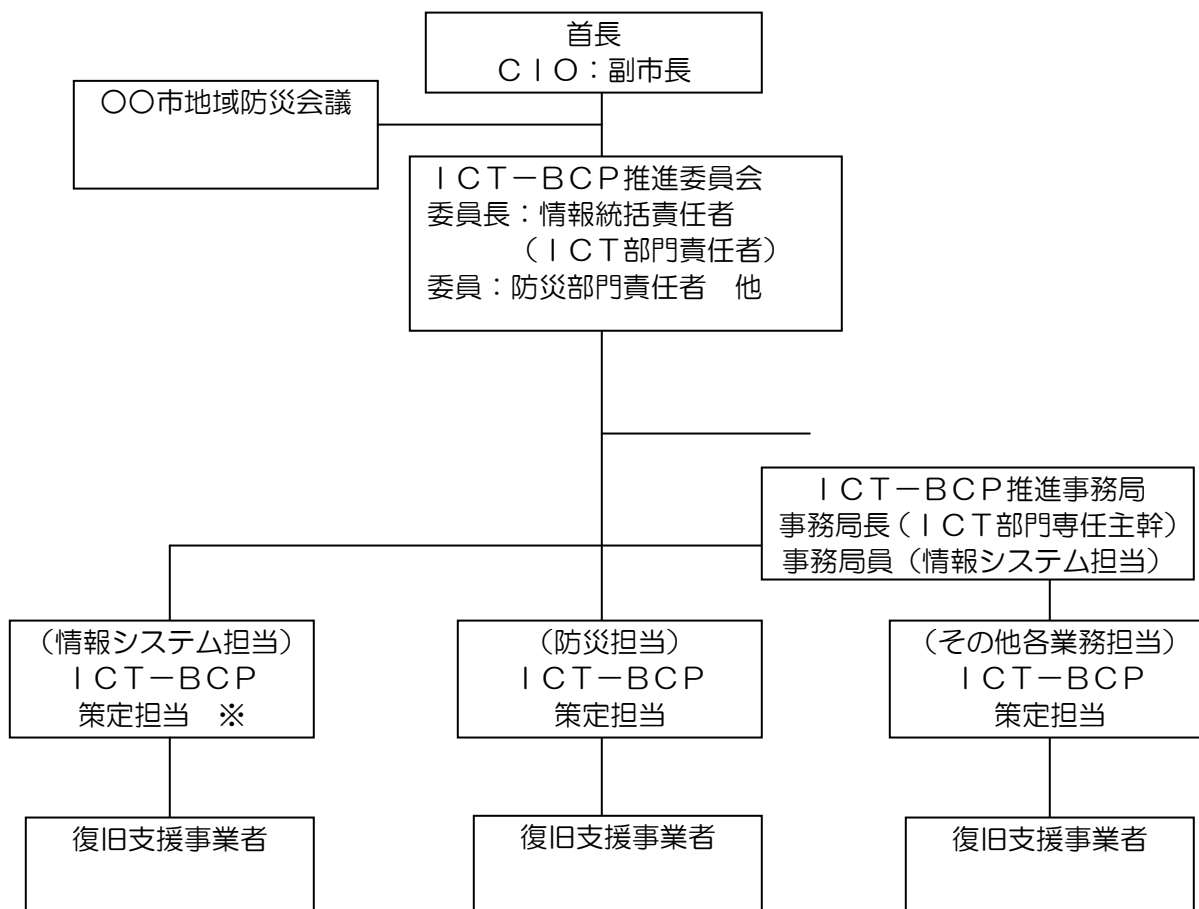 首長
ＣＩＯ：副市長
〇〇市地域防災会議
ＩＣＴ－ＢＣＰ推進委員会
委員長：情報統括責任者
（ＩＣＴ部門責任者）
委員：防災部門責任者　他
ＩＣＴ－ＢＣＰ推進事務局
事務局長（ＩＣＴ部門専任主幹）
事務局員（情報システム担当）
（情報システム担当）
ＩＣＴ－ＢＣＰ
策定担当　※
（防災担当）
ＩＣＴ－ＢＣＰ
策定担当
（その他各業務担当）
ＩＣＴ－ＢＣＰ
策定担当
復旧支援事業者
復旧支援事業者
復旧支援事業者